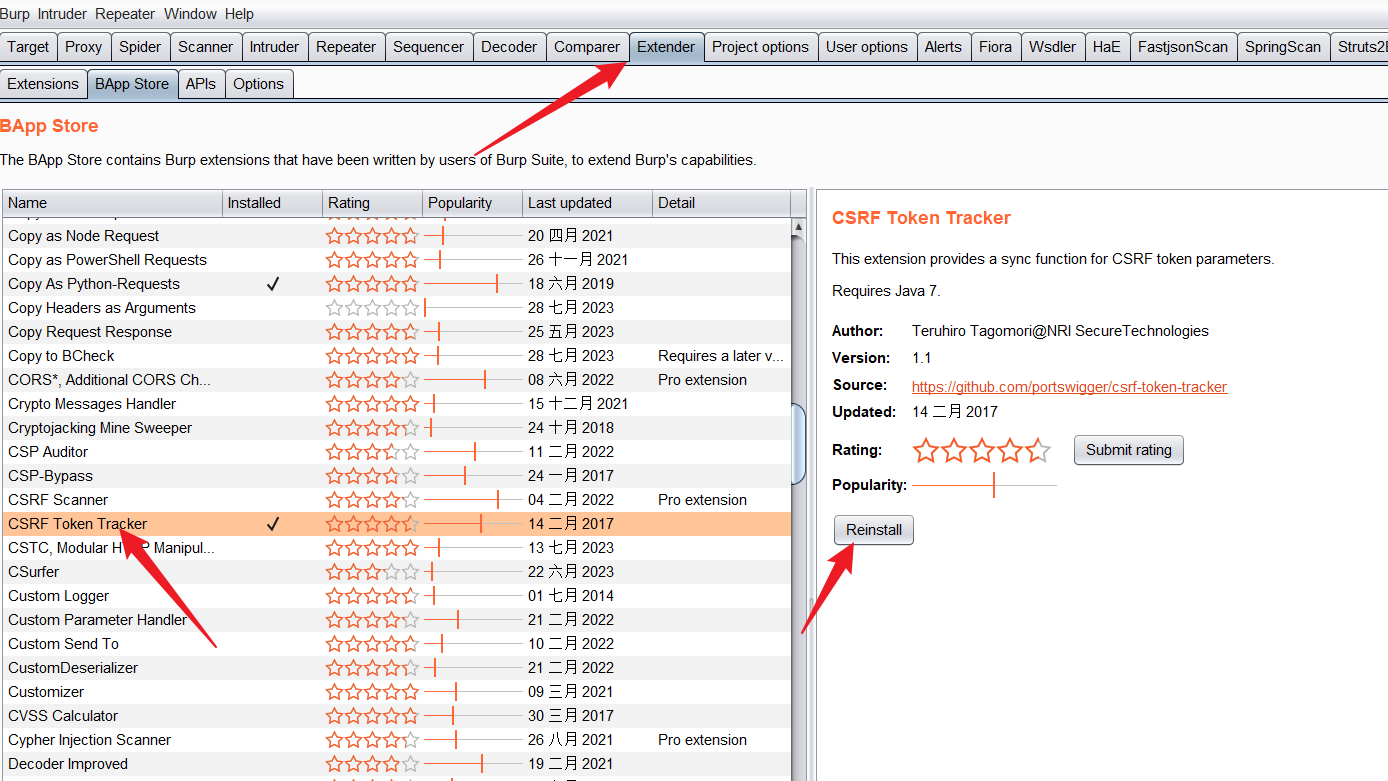 Burp Intruder Repeater Window Help
Target Proxy Spider Scanner Intruder Repeater Sequencer Decoder Comparer Extender Project options User options Alerts Fiora Wsdler HaE FastjsonScan SpringScan
Extensions BApp Store APIs Options
BApp Store
The BApp Store contains Burp extensions that have been written by users of Burp Suite, to extend Burp's capabilities.
Name Installed Rating Popularity Last updated Detail
Copy as Node Request 20 四月 2021
Copy as PowerShell Requests 26 十一月 2021
Copy As Python-Requests ✓ 18 六月 2019
Copy Headers as Arguments 28 七月 2023
Copy Request Response 25 五月 2023
Copy to BCheck 28 七月 2023 Requires a later v...
CORS*, Additional CORS Ch... 08 六月 2022 Pro extension
Crypto Messages Handler 15 十二月 2021
Cryptojacking Mine Sweeper 24 十月 2018
CSP Auditor 11 二月 2022
CSP-Bypass 24 一月 2017
CSRF Scanner 04 二月 2022 Pro extension
CSRF Token Tracker ✓ 14 二月 2017
CSTC, Modular HTTP Manipul... 13 七月 2023
CSurfer 22 六月 2023
Custom Logger 01 七月 2014
Custom Parameter Handler 21 二月 2022
Custom Send To 10 二月 2022
CustomDeserializer 21 二月 2022
Customizer 09 三月 2021
CVSS Calculator 30 三月 2017
Cypher Injection Scanner 26 八月 2021 Pro extension
Decoder Improved 19 二月 2021
CSRF Token Tracker
This extension provides a sync function for CSRF token parameters.
Requires Java 7.
Author: Teruhiro Tagomori@NRI SecureTechnologies
Version: 1.1
Source: https://github.com/portswigger/csrf-token-tracker
Updated: 14 二月 2017
Rating: Submit rating
Popularity:
Reinstall